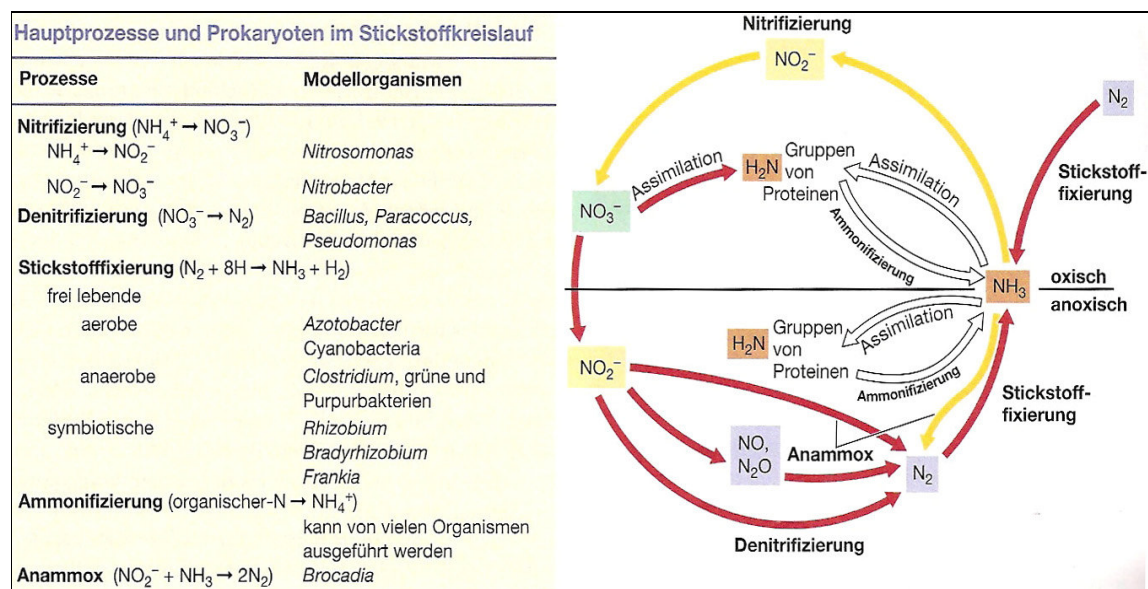 Hauptprozesse und Prokaryoten im Stickstoffkreislauf
Prozesse Modellorganismen
Nitrifizierung (NH₄⁺ → NO₃⁻)
NH₄⁺ → NO₂⁻ Nitrosomonas
NO₂⁻ → NO₃⁻ Nitrobacter
Denitrifizierung (NO₃⁻ → N₂) Bacillus, Paracoccus,
Pseudomonas
Stickstofffixierung (N₂ + 8H → NH₃ + H₂)
frei lebende
aerobe Azotobacter
Cyanobacteria
anaerobe Clostridium, grüne und
Purpurbakterien
symbiotische Rhizobium
Bradyrhizobium
Frankia
Ammonifizierung (organischer-N → NH₄⁺)
kann von vielen Organismen
ausgeführt werden
Anammox (NO₂⁻ + NH₃ → 2N₂) Brocadia
Nitrifizierung
NO₂⁻
N₂
Stickstoff-
fixierung
Assimilation
H₂N Gruppen
von
Proteinen
Assimilation
Ammonifizierung
NO₃⁻
NH₃
oxisch
anoxisch
H₂N Gruppen
von
Proteinen
Assimilation
Ammonifizierung
NO₂⁻
Stickstoff-
fixierung
NO,
N₂O
Anammox
N₂
Denitrifizierung